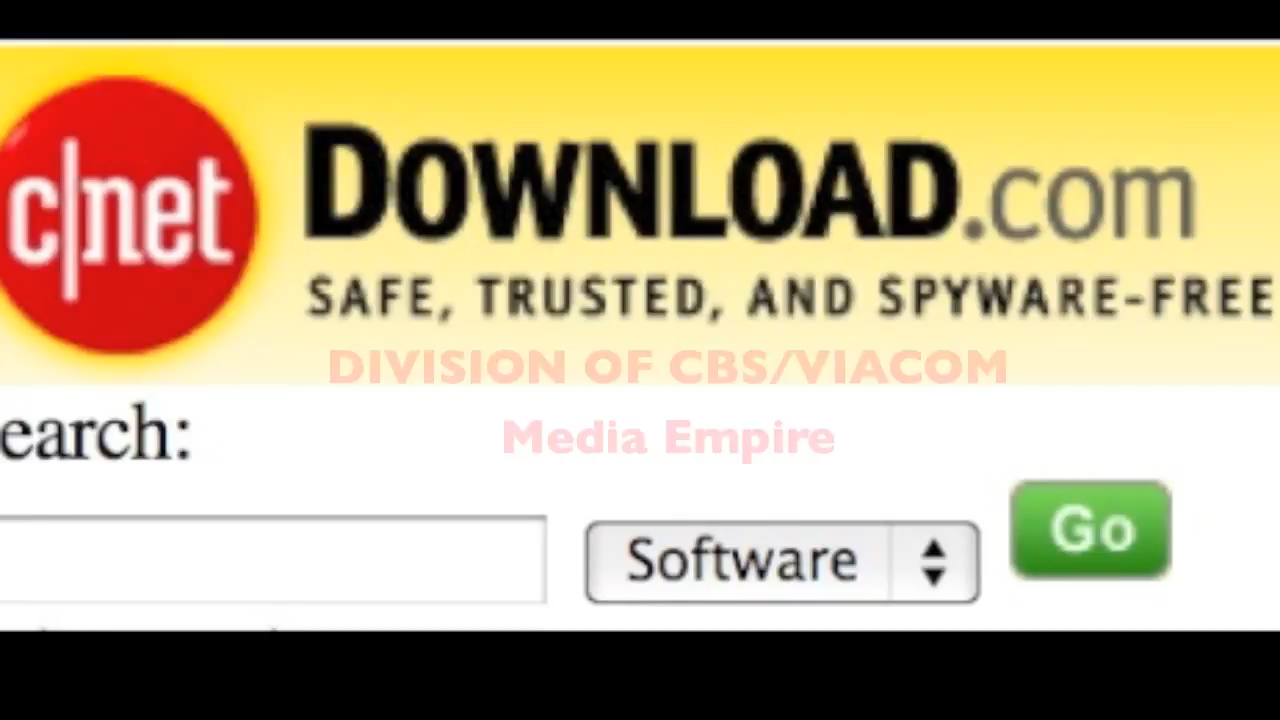 c|net
DOWNLOAD.com
SAFE, TRUSTED, AND SPYWARE-FREE
DIVISION OF CBS/VIACOM
Media Empire
earch:
Software
Go